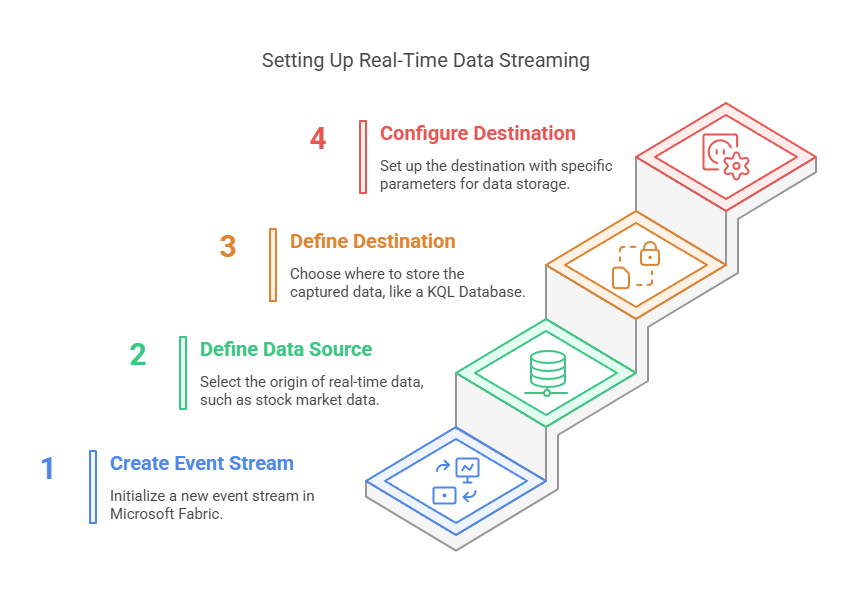 Setting Up Real-Time Data Streaming
4
Configure Destination
Set up the destination with specific
parameters for data storage.
3
Define Destination
Choose where to store the
captured data, like a KQL Database.
2
Define Data Source
Select the origin of real-time data,
such as stock market data.
1
Create Event Stream
Initialize a new event stream in
Microsoft Fabric.